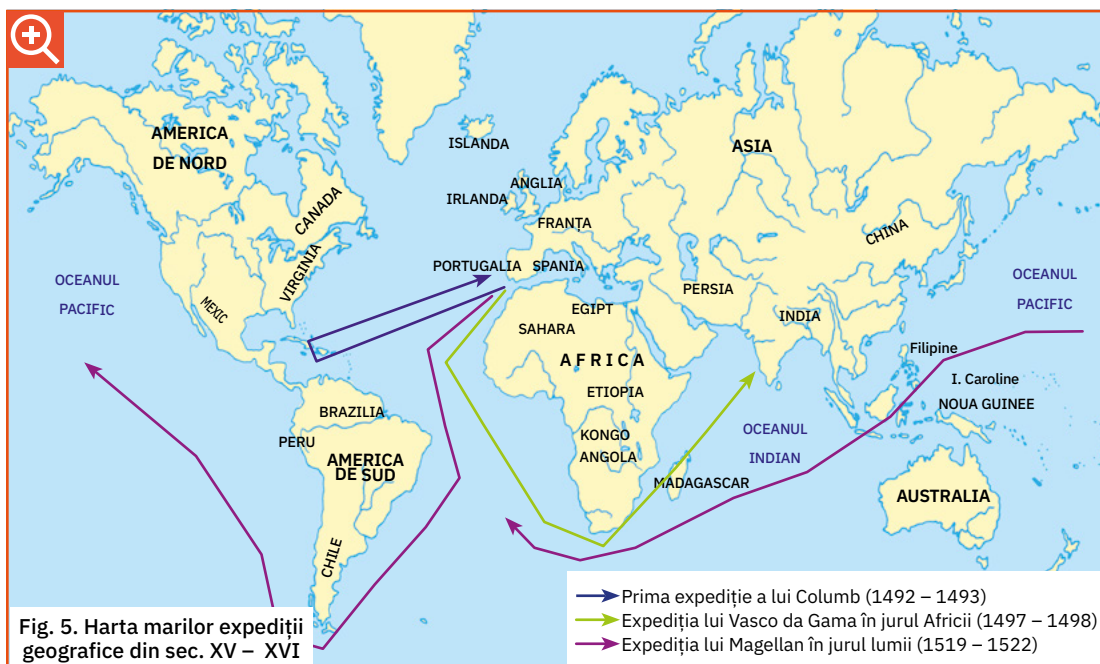 AMERICA
DE NORD
ISLANDA
ASIA
ANGLIA
IRLANDA
CANADA
FRANȚA
CHINA
VIRGINIA
PORTUGALIA
SPANIA
OCEANUL
PACIFIC
MEXIC
PERSIA
OCEANUL
PACIFIC
EGIPT
INDIA
SAHARA
AFRICA
Filipine
ETIOPIA
I. Caroline
NOUA GUINEE
BRAZILIA
PERU
KONGO
ANGOLA
OCEANUL
INDIAN
AMERICA
DE SUD
MADAGASCAR
AUSTRALIA
CHILE
Fig. 5. Harta marilor expediții
geografice din sec. XV – XVI
Prima expediție a lui Columb (1492 – 1493)
Expediția lui Vasco da Gama în jurul Africii (1497 – 1498)
Expediția lui Magellan în jurul lumii (1519 – 1522)